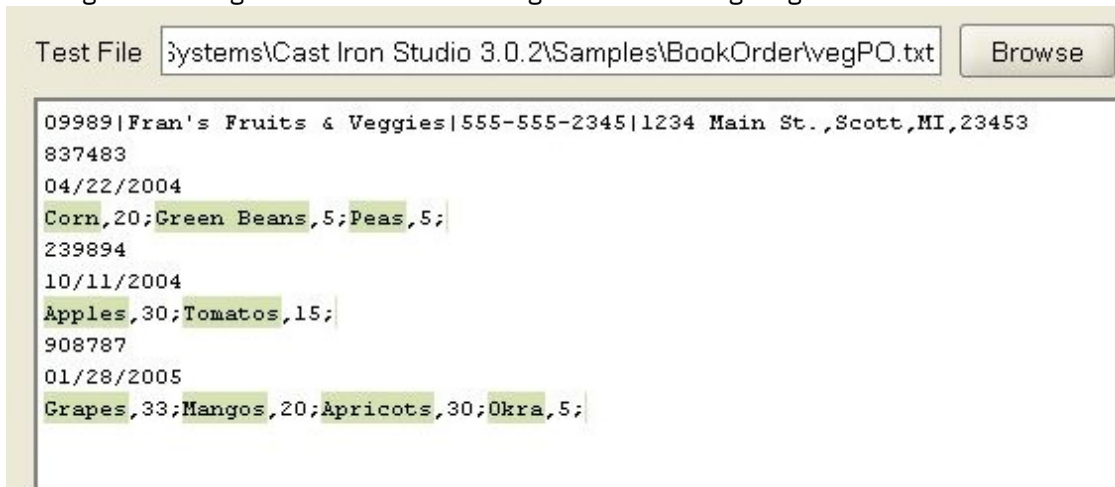 Test File Systems\Cast Iron Studio 3.0.2\Samples\BookOrder\vegPO.txt Browse
09989|Fran's Fruits & Veggies|555-555-2345|1234 Main St.,Scott,MI,23453
837483
04/22/2004
Corn,20;Green Beans,5;Peas,5;
239894
10/11/2004
Apples,30;Tomatos,15;
908787
01/28/2005
Grapes,33;Mangos,20;Apricots,30;Okra,5;